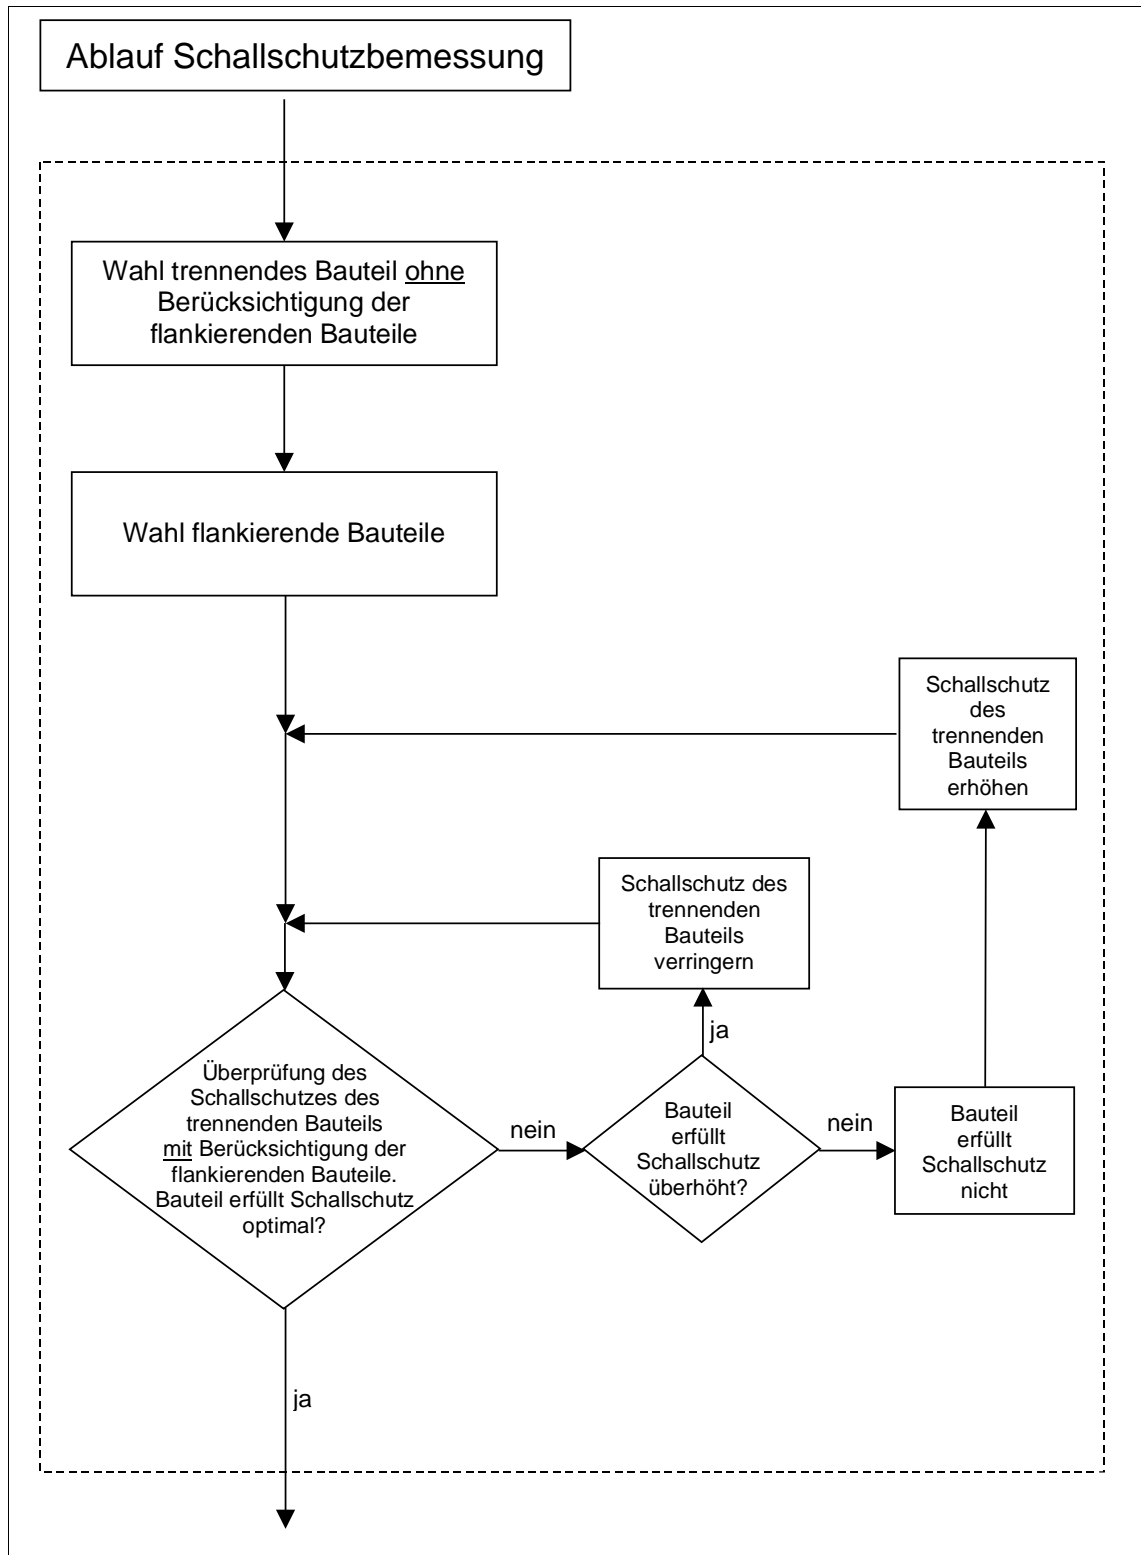 Ablauf Schallschutzbemessung
Wahl trennendes Bauteil ohne
Berücksichtigung der
flankierenden Bauteile
Wahl flankierende Bauteile
Schallschutz
des
trennenden
Bauteils
erhöhen
Schallschutz des
trennenden
Bauteils
verringern
ja
Überprüfung des
Schallschutzes des
trennenden Bauteils
mit Berücksichtigung der
flankierenden Bauteile.
Bauteil erfüllt Schallschutz
optimal?
nein
Bauteil
erfüllt
Schallschutz
überhöht?
nein
Bauteil
erfüllt
Schallschutz
nicht
ja